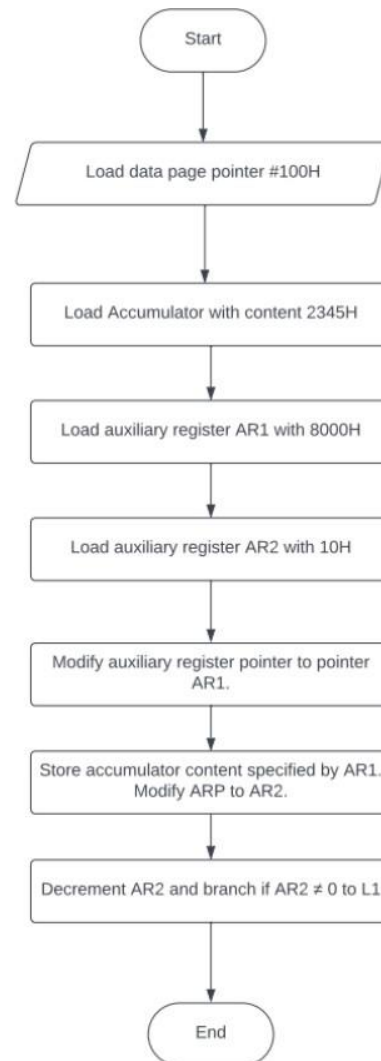 Start
Load data page pointer #100H
Load Accumulator with content 2345H
Load auxiliary register AR1 with 8000H
Load auxiliary register AR2 with 10H
Modify auxiliary register pointer to pointer
AR1.
Store accumulator content specified by AR1.
Modify ARP to AR2.
Decrement AR2 and branch if AR2 ≠ 0 to L1
End